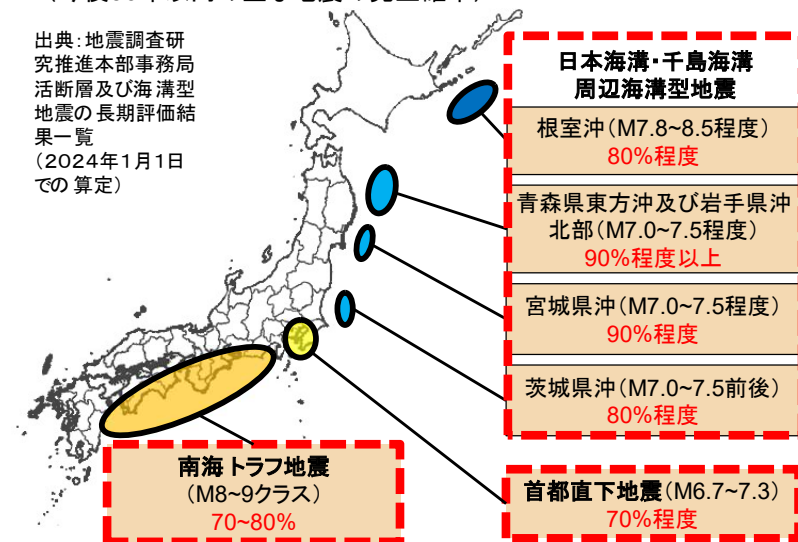 出典：地震調査研
究推進本部事務局
活断層及び海溝型
地震の長期評価結
果一覧
（2024年1月1日
での算定）
日本海溝・千島海溝
周辺海溝型地震
根室沖（M7.8~8.5程度）
80%程度
青森県東方沖及び岩手県沖
北部（M7.0~7.5程度）
90%程度以上
宮城県沖（M7.0~7.5程度）
90%程度
茨城県沖（M7.0~7.5前後）
80%程度
南海トラフ地震
（M8~9クラス）
70~80%
首都直下地震（M6.7~7.3）
70%程度